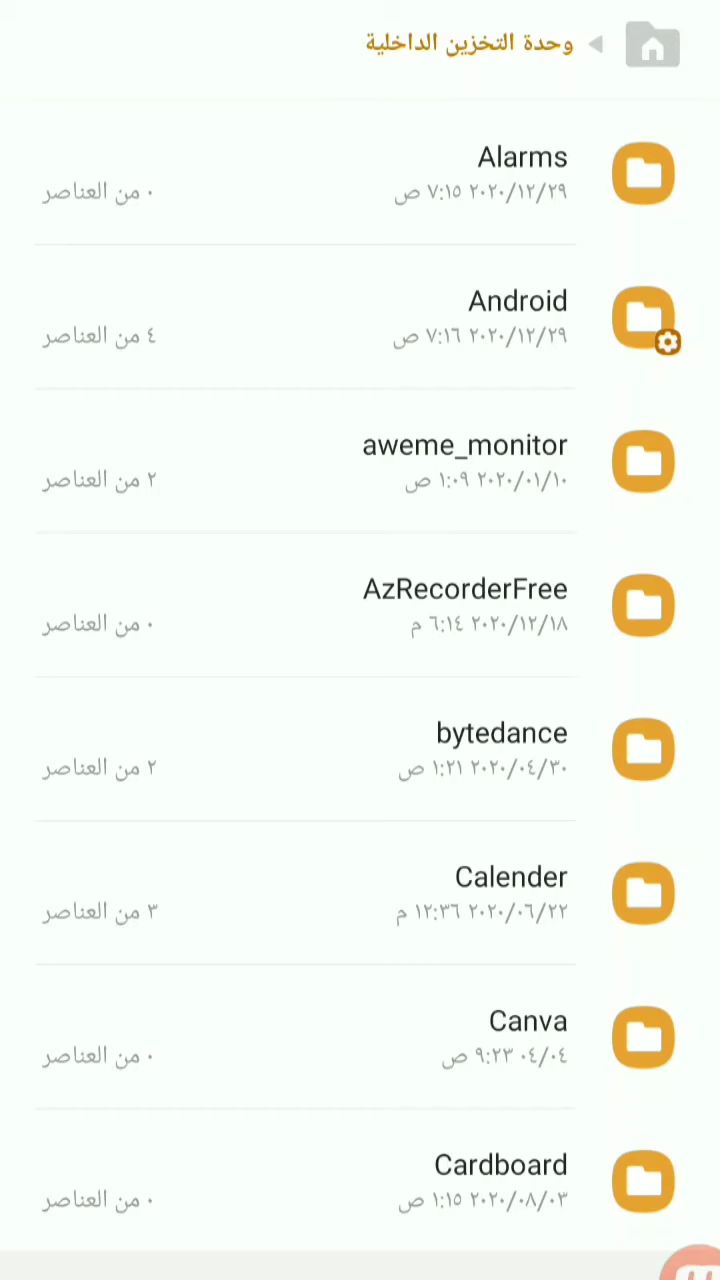 وحدة التخزين الداخلية
Alarms
٢٠٢٠/١٢/٢٩ ٧:١٥ ص
٠ من العناصر
Android
٢٠٢٠/١٢/٢٩ ٧:١٦ ص
٤ من العناصر
aweme_monitor
٢٠٢٠/٠١/١٠ ١:٠٩ ص
٢ من العناصر
AzRecorderFree
٢٠٢٠/١٢/١٨ ٦:١٤ م
٠ من العناصر
bytedance
٢٠٢٠/٠٤/٣٠ ١:٢١ ص
٢ من العناصر
Calender
٢٠٢٠/٠٦/٢٢ ١٢:٣٦ م
٣ من العناصر
Canva
٠٤/٠٤ ٩:٢٣ ص
٠ من العناصر
Cardboard
٢٠٢٠/٠٨/٠٣ ١:١٥ ص
٠ من العناصر